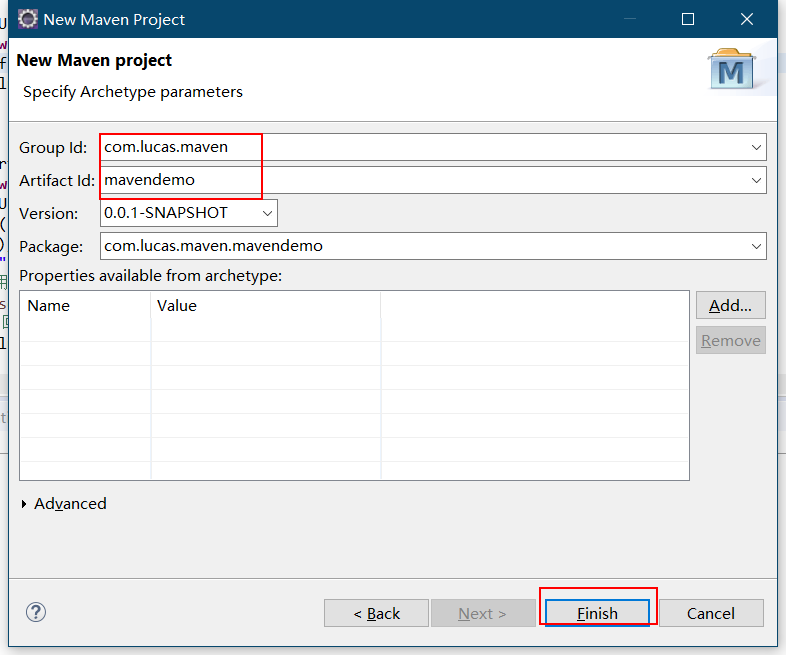 New Maven Project
New Maven project
Specify Archetype parameters
M
Group Id: com.lucas.maven
Artifact Id: mavendemo
Version: 0.0.1-SNAPSHOT
Package: com.lucas.maven.mavendemo
Properties available from archetype:
Name Value
Add...
Remove
Advanced
? < Back Next > Finish Cancel